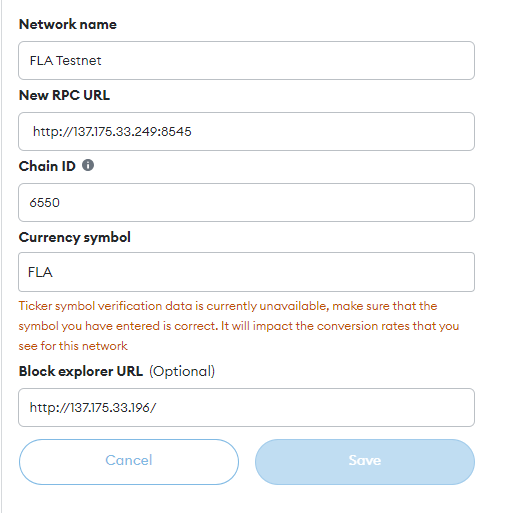 Network name
FLA Testnet
New RPC URL
http://137.175.33.249:8545
Chain ID
6550
Currency symbol
FLA
Ticker symbol verification data is currently unavailable, make sure that the
symbol you have entered is correct. It will impact the conversion rates that you
see for this network
Block explorer URL (Optional)
http://137.175.33.196/
Cancel Save